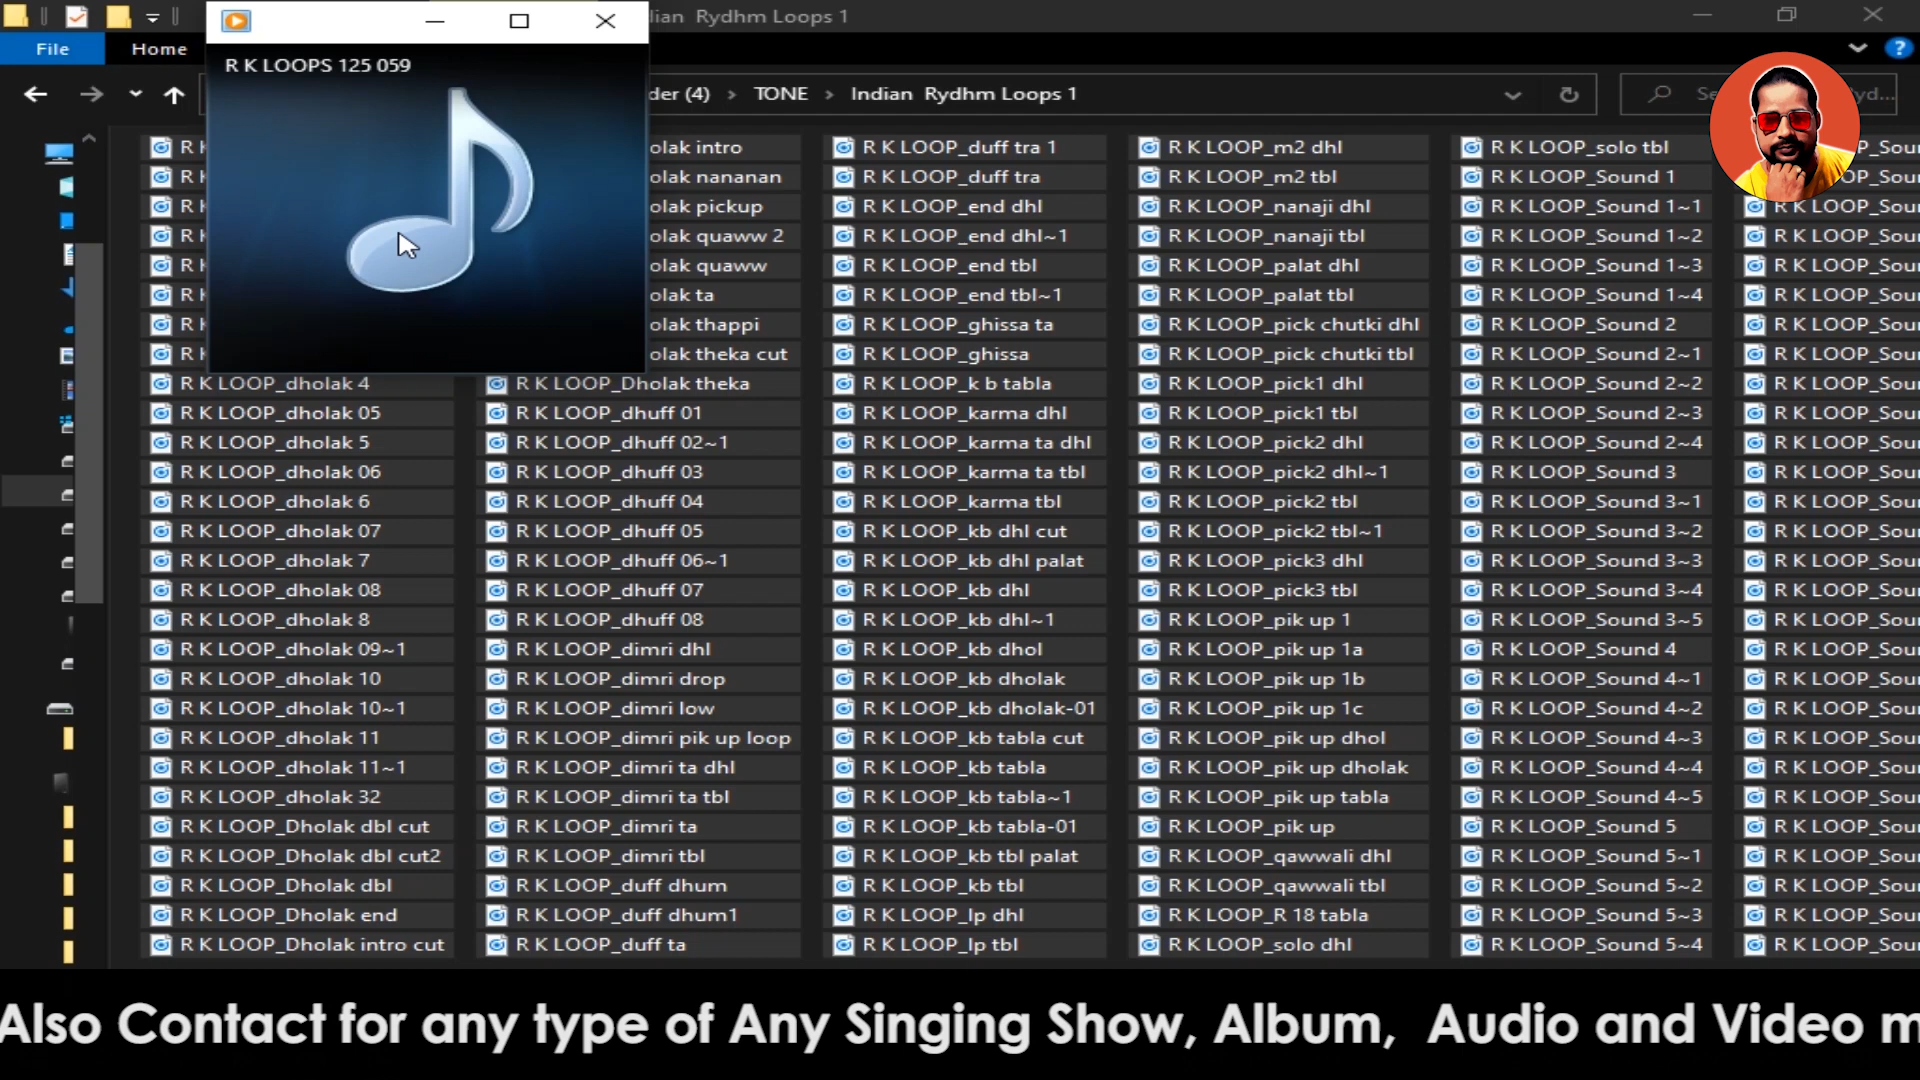 dian Rydhm Loops 1
File
Home
R K LOOPS 125 059
der (4) › TONE › Indian Rydhm Loops 1
R K LOOP_dholak 4
R K LOOP_dholak 05
R K LOOP_dholak 5
R K LOOP_dholak 06
R K LOOP_dholak 6
R K LOOP_dholak 07
R K LOOP_dholak 7
R K LOOP_dholak 08
R K LOOP_dholak 8
R K LOOP_dholak 09~1
R K LOOP_dholak 10
R K LOOP_dholak 10~1
R K LOOP_dholak 11
R K LOOP_dholak 11~1
R K LOOP_dholak 32
R K LOOP_Dholak dbl cut
R K LOOP_Dholak dbl cut2
R K LOOP_Dholak dbl
R K LOOP_Dholak end
R K LOOP_Dholak intro cut
olak intro
olak nananan
olak pickup
olak quaww 2
olak quaww
olak ta
olak thappi
olak theka cut
R K LOOP_Dholak theka
R K LOOP_dhuff 01
R K LOOP_dhuff 02~1
R K LOOP_dhuff 03
R K LOOP_dhuff 04
R K LOOP_dhuff 05
R K LOOP_dhuff 06~1
R K LOOP_dhuff 07
R K LOOP_dhuff 08
R K LOOP_dimri dhl
R K LOOP_dimri drop
R K LOOP_dimri low
R K LOOP_dimri pik up loop
R K LOOP_dimri ta dhl
R K LOOP_dimri ta tbl
R K LOOP_dimri ta
R K LOOP_dimri tbl
R K LOOP_duff dhum
R K LOOP_duff dhum1
R K LOOP_duff ta
R K LOOP_duff tra 1
R K LOOP_duff tra
R K LOOP_end dhl
R K LOOP_end dhl~1
R K LOOP_end tbl
R K LOOP_end tbl~1
R K LOOP_ghissa ta
R K LOOP_ghissa
R K LOOP_k b tabla
R K LOOP_karma dhl
R K LOOP_karma ta dhl
R K LOOP_karma ta tbl
R K LOOP_karma tbl
R K LOOP_kb dhl cut
R K LOOP_kb dhl palat
R K LOOP_kb dhl
R K LOOP_kb dhl~1
R K LOOP_kb dhol
R K LOOP_kb dholak
R K LOOP_kb dholak-01
R K LOOP_kb tabla cut
R K LOOP_kb tabla
R K LOOP_kb tabla~1
R K LOOP_kb tabla-01
R K LOOP_kb tbl palat
R K LOOP_kb tbl
R K LOOP_lp dhl
R K LOOP_lp tbl
R K LOOP_m2 dhl
R K LOOP_m2 tbl
R K LOOP_nanaji dhl
R K LOOP_nanaji tbl
R K LOOP_palat dhl
R K LOOP_palat tbl
R K LOOP_pick chutki dhl
R K LOOP_pick chutki tbl
R K LOOP_pick1 dhl
R K LOOP_pick1 tbl
R K LOOP_pick2 dhl
R K LOOP_pick2 dhl~1
R K LOOP_pick2 tbl
R K LOOP_pick2 tbl~1
R K LOOP_pick3 dhl
R K LOOP_pick3 tbl
R K LOOP_pik up 1
R K LOOP_pik up 1a
R K LOOP_pik up 1b
R K LOOP_pik up 1c
R K LOOP_pik up dhol
R K LOOP_pik up dholak
R K LOOP_pik up tabla
R K LOOP_pik up
R K LOOP_qawwali dhl
R K LOOP_qawwali tbl
R K LOOP_R 18 tabla
R K LOOP_solo dhl
R K LOOP_solo tbl
R K LOOP_Sound 1
R K LOOP_Sound 1~1
R K LOOP_Sound 1~2
R K LOOP_Sound 1~3
R K LOOP_Sound 1~4
R K LOOP_Sound 2
R K LOOP_Sound 2~1
R K LOOP_Sound 2~2
R K LOOP_Sound 2~3
R K LOOP_Sound 2~4
R K LOOP_Sound 3
R K LOOP_Sound 3~1
R K LOOP_Sound 3~2
R K LOOP_Sound 3~3
R K LOOP_Sound 3~4
R K LOOP_Sound 3~5
R K LOOP_Sound 4
R K LOOP_Sound 4~1
R K LOOP_Sound 4~2
R K LOOP_Sound 4~3
R K LOOP_Sound 4~4
R K LOOP_Sound 4~5
R K LOOP_Sound 5
R K LOOP_Sound 5~1
R K LOOP_Sound 5~2
R K LOOP_Sound 5~3
R K LOOP_Sound 5~4
Also Contact for any type of Any Singing Show, Album, Audio and Video m